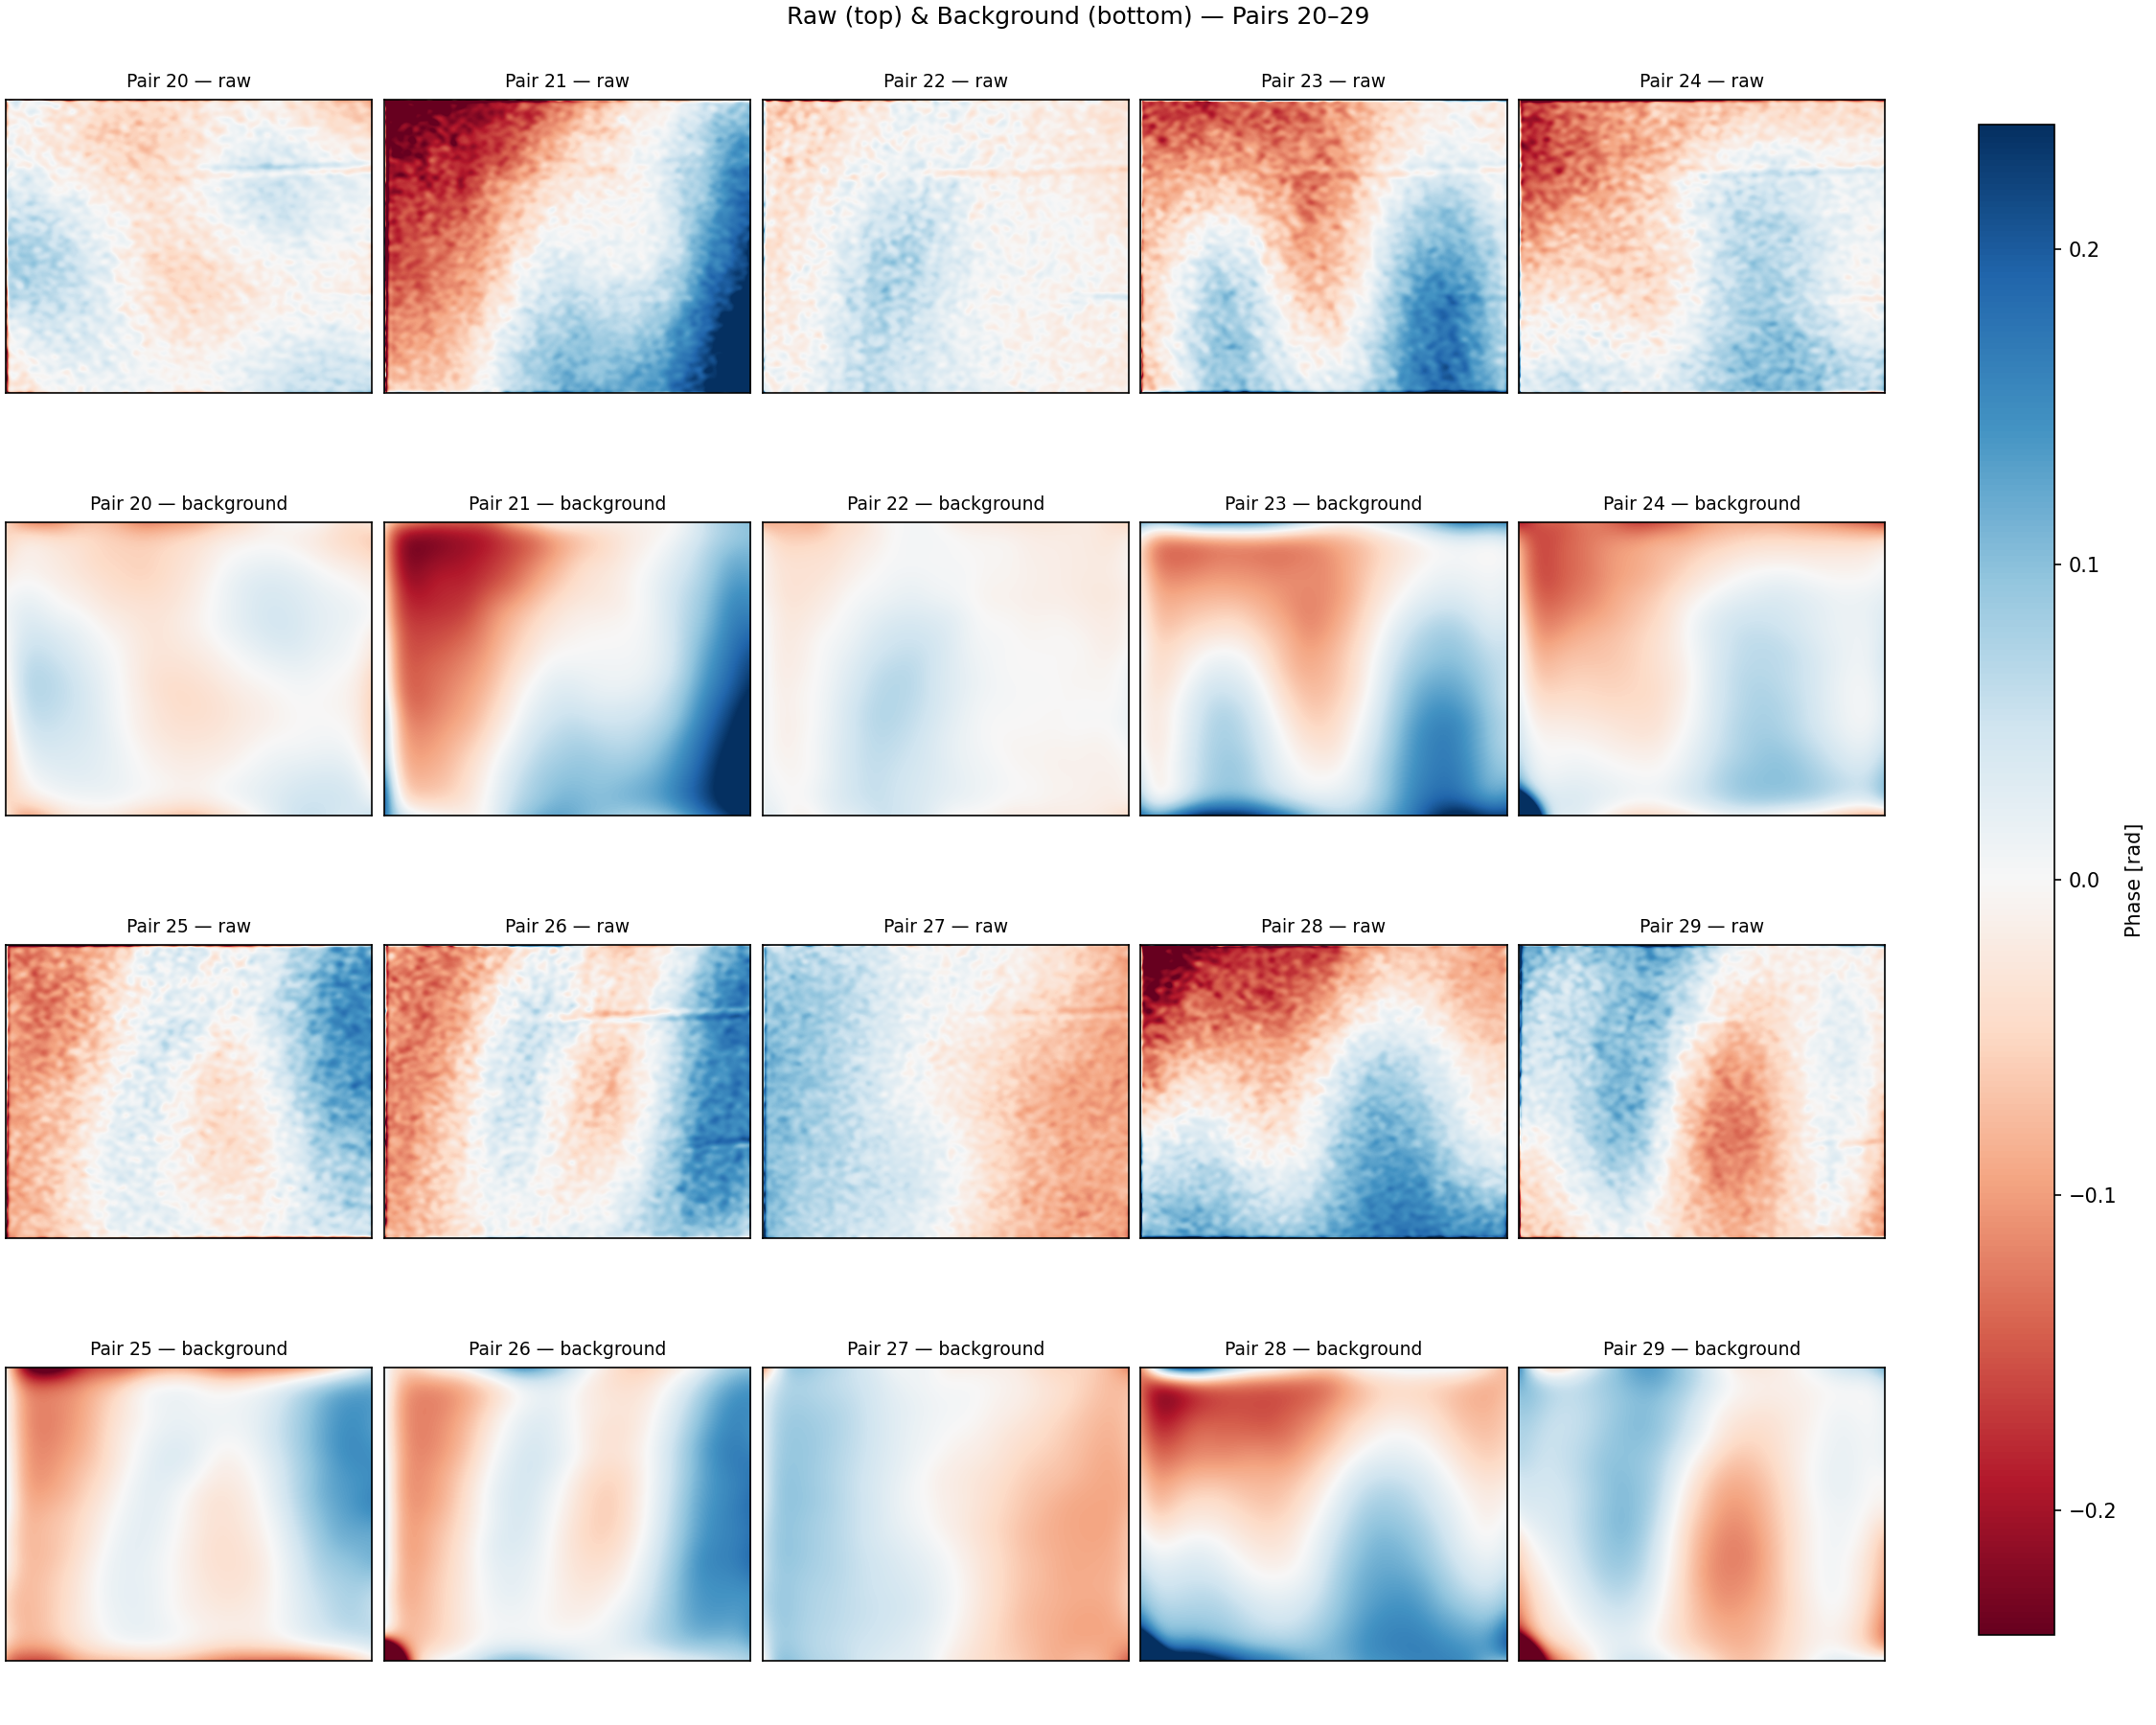 Raw (top) & Background (bottom) — Pairs 20–29
Pair 20 — raw
Pair 21 — raw
Pair 22 — raw
Pair 23 — raw
Pair 24 — raw
Pair 20 — background
Pair 21 — background
Pair 22 — background
Pair 23 — background
Pair 24 — background
Pair 25 — raw
Pair 26 — raw
Pair 27 — raw
Pair 28 — raw
Pair 29 — raw
Pair 25 — background
Pair 26 — background
Pair 27 — background
Pair 28 — background
Pair 29 — background
0.2
0.1
0.0
−0.1
−0.2
Phase [rad]